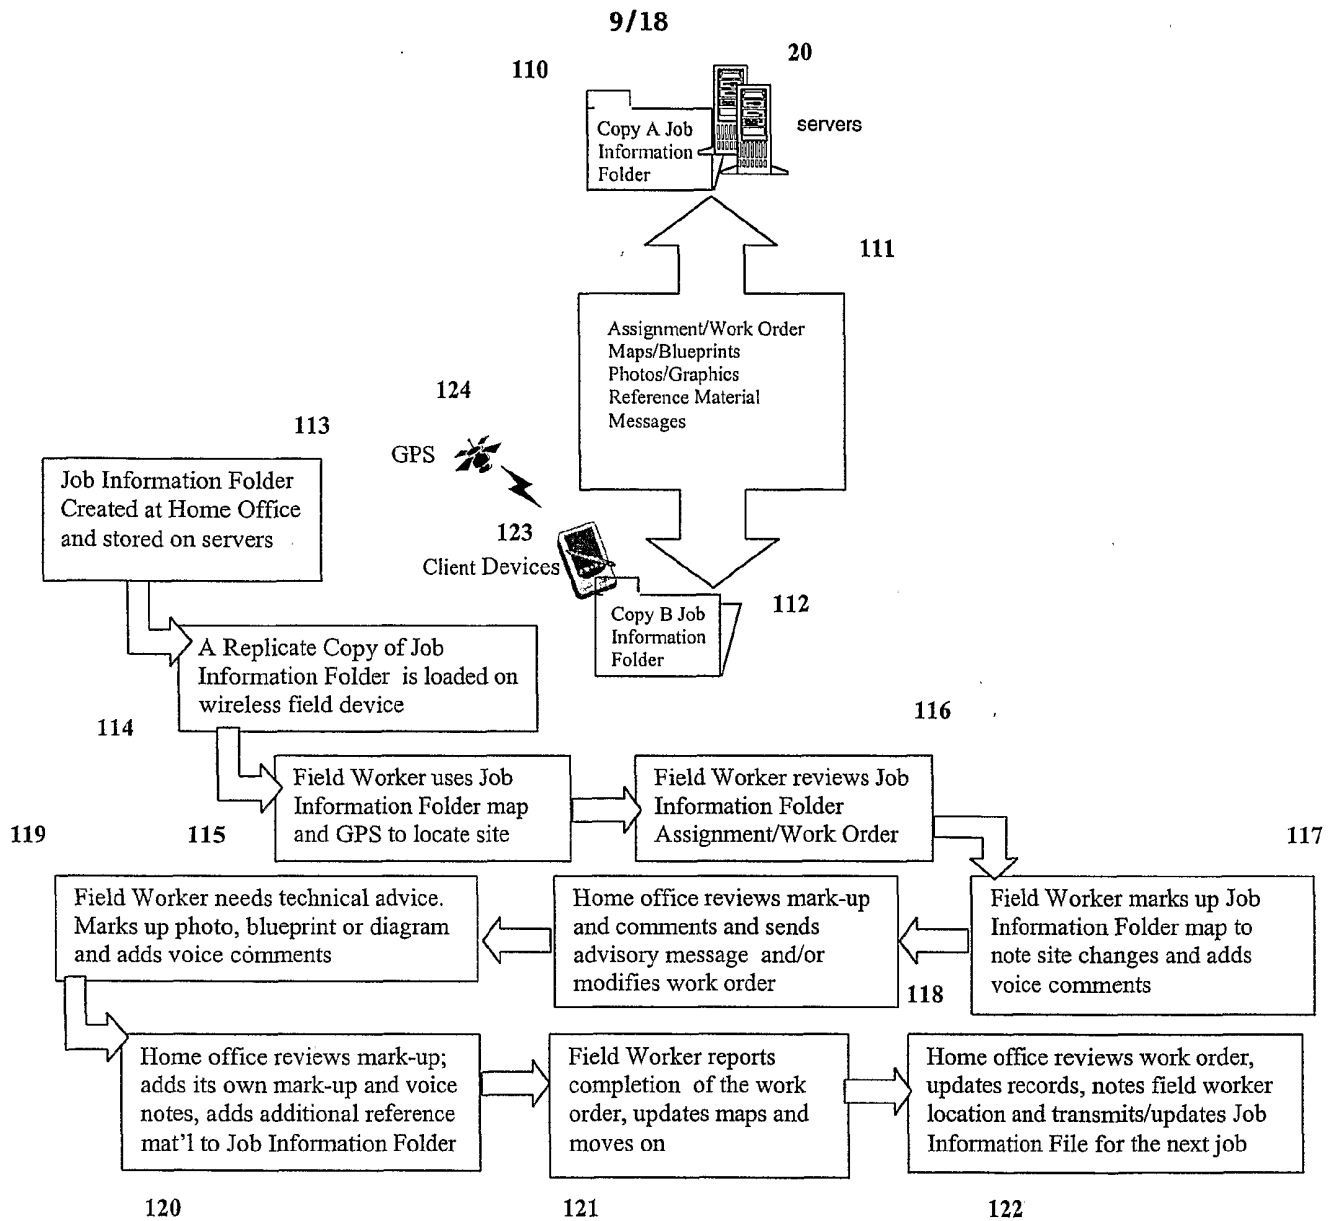 9/18
20
110
servers
Copy A Job
Information
Folder
111
Assignment/Work Order
Maps/Blueprints
Photos/Graphics
Reference Material
Messages
124
GPS
113
Job Information Folder
Created at Home Office
and stored on servers
123
Client Devices
112
Copy B Job
Information
Folder
A Replicate Copy of Job
Information Folder is loaded on
wireless field device
114
116
Field Worker uses Job
Information Folder map
and GPS to locate site
115
Field Worker reviews Job
Information Folder
Assignment/Work Order
117
Field Worker marks up Job
Information Folder map to
note site changes and adds
voice comments
Home office reviews mark-up
and comments and sends
advisory message and/or
modifies work order
118
119
Field Worker needs technical advice.
Marks up photo, blueprint or diagram
and adds voice comments
Home office reviews mark-up;
adds its own mark-up and voice
notes, adds additional reference
mat'l to Job Information Folder
Field Worker reports
completion of the work
order, updates maps and
moves on
Home office reviews work order,
updates records, notes field worker
location and transmits/updates Job
Information File for the next job
120
121
122